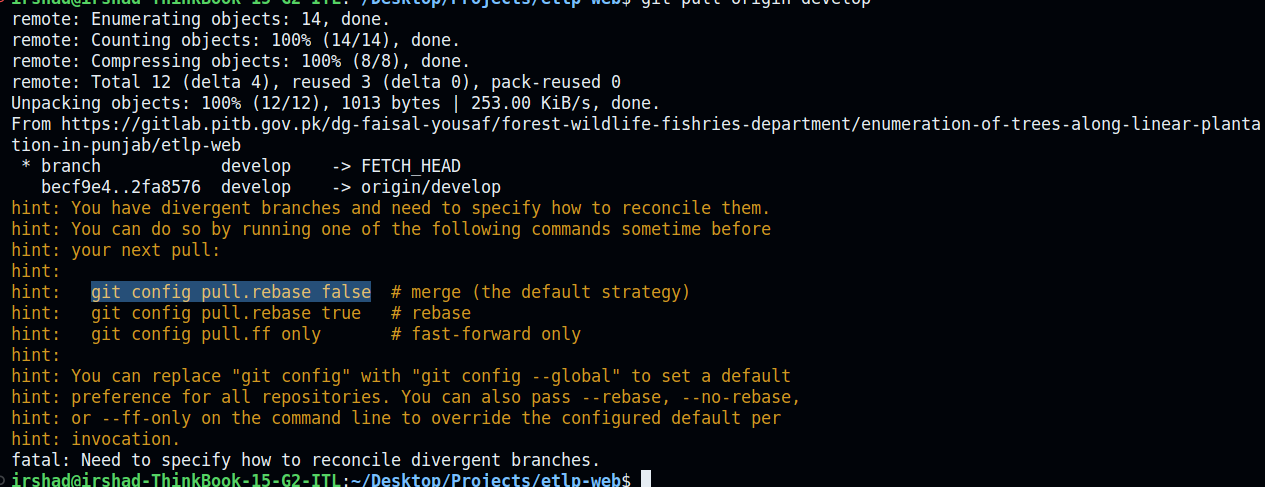 irshad@irshad-ThinkBook-15-G2-ITL:~/Desktop/Projects/etlp-web$ git pull origin develop
remote: Enumerating objects: 14, done.
remote: Counting objects: 100% (14/14), done.
remote: Compressing objects: 100% (8/8), done.
remote: Total 12 (delta 4), reused 3 (delta 0), pack-reused 0
Unpacking objects: 100% (12/12), 1013 bytes | 253.00 KiB/s, done.
From https://gitlab.pitb.gov.pk/dg-faisal-yousaf/forest-wildlife-fishries-department/enumeration-of-trees-along-linear-planta
tion-in-punjab/etlp-web
 * branch            develop    -> FETCH_HEAD
   becf9e4..2fa8576  develop    -> origin/develop
hint: You have divergent branches and need to specify how to reconcile them.
hint: You can do so by running one of the following commands sometime before
hint: your next pull:
hint:
hint:   git config pull.rebase false  # merge (the default strategy)
hint:   git config pull.rebase true   # rebase
hint:   git config pull.ff only       # fast-forward only
hint:
hint: You can replace "git config" with "git config --global" to set a default
hint: preference for all repositories. You can also pass --rebase, --no-rebase,
hint: or --ff-only on the command line to override the configured default per
hint: invocation.
fatal: Need to specify how to reconcile divergent branches.
irshad@irshad-ThinkBook-15-G2-ITL:~/Desktop/Projects/etlp-web$